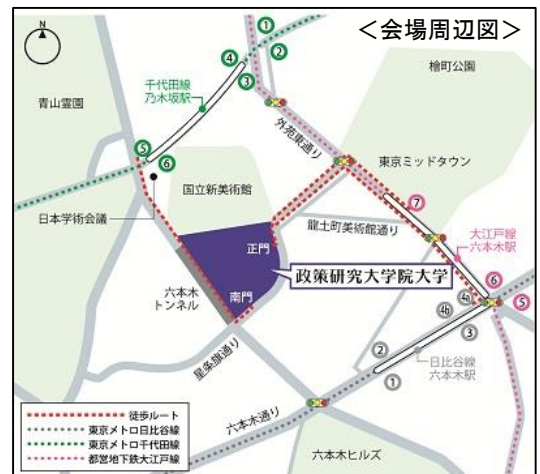 ＜会場周辺図＞
N
①
②
③
④
千代田線
乃木坂駅
檜町公園
青山霊園
外苑東通り
⑤
⑥
東京ミッドタウン
国立新美術館
⑦
日本学術会議
龍土町美術館通り
大江戸線
六本木駅
正門
政策研究大学院大学
六本木
トンネル
南門
⑥
4a
⑤
4b
③
星条旗通り
②
日比谷線
六本木駅
①
六本木通り
徒歩ルート
東京メトロ日比谷線
東京メトロ千代田線
都営地下鉄大江戸線
六本木ヒルズ